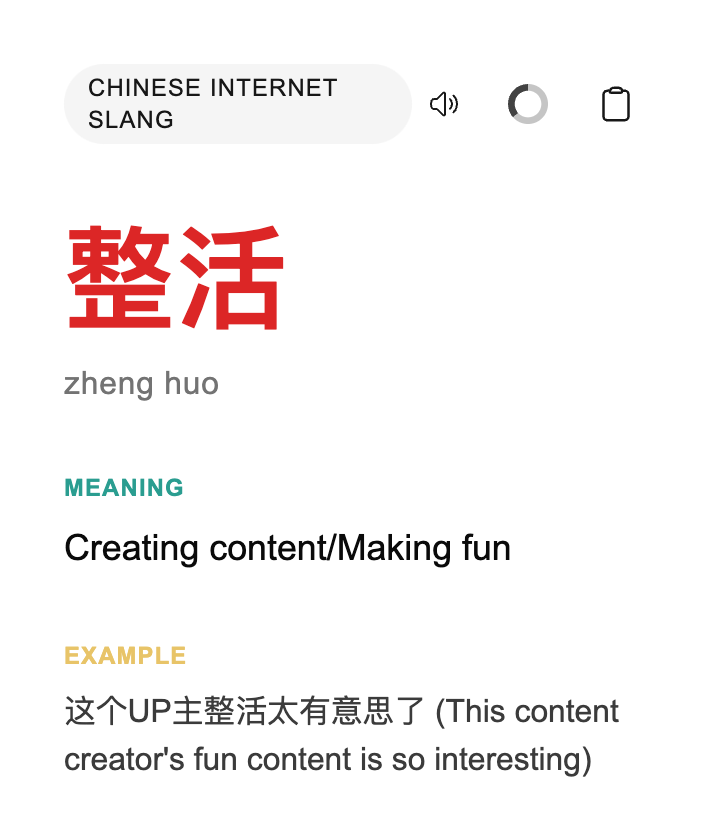 CHINESE INTERNET
SLANG
整活
zheng huo
MEANING
Creating content/Making fun
EXAMPLE
这个UP主整活太有意思了 (This content
creator's fun content is so interesting)